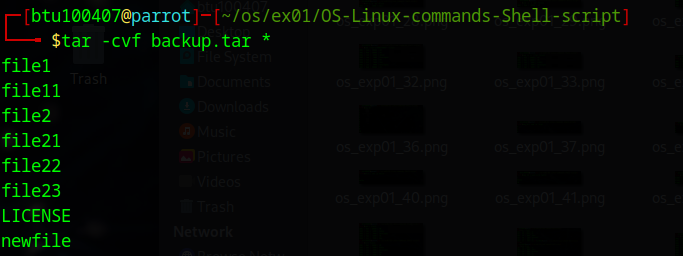 ┌─[btu100407@parrot]─[~/os/ex01/OS-Linux-commands-Shell-script]
└──╼ $tar -cvf backup.tar *
file1
file11
file2
file21
file22
file23
LICENSE
newfile
Trash
File System
Documents
Downloads
Music
Pictures
Videos
Trash
Network
os_exp01_32.png
os_exp01_33.png
os_exp01_36.png
os_exp01_37.png
os_exp01_40.png
os_exp01_41.png